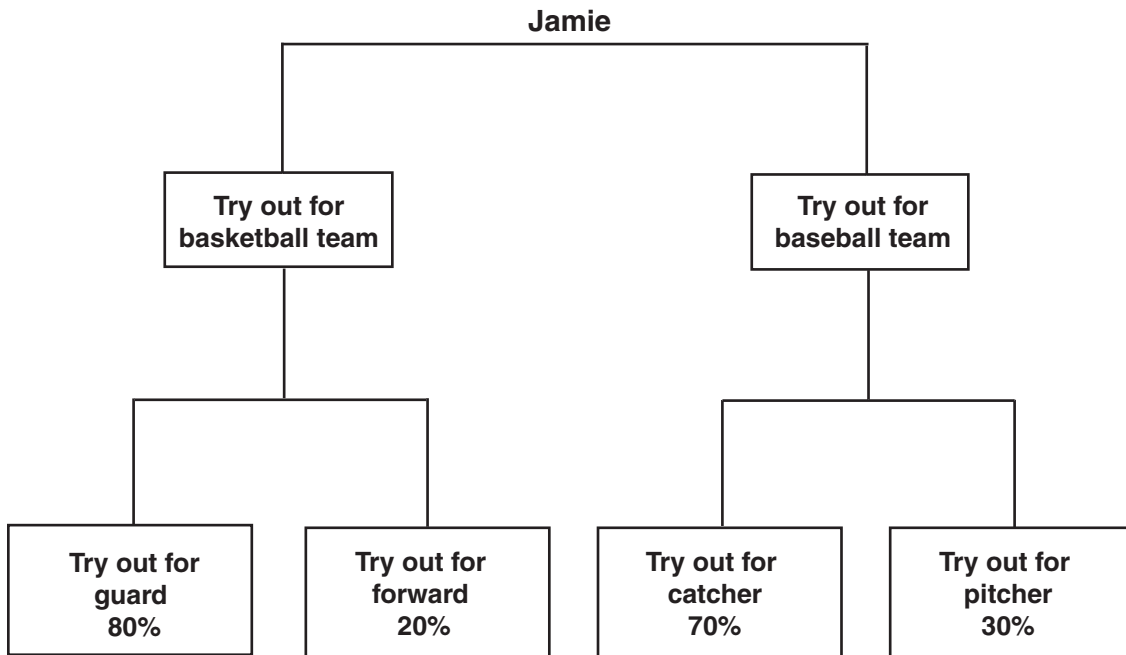 Jamie
Try out for
basketball team
Try out for
baseball team
Try out for
guard
80%
Try out for
forward
20%
Try out for
catcher
70%
Try out for
pitcher
30%